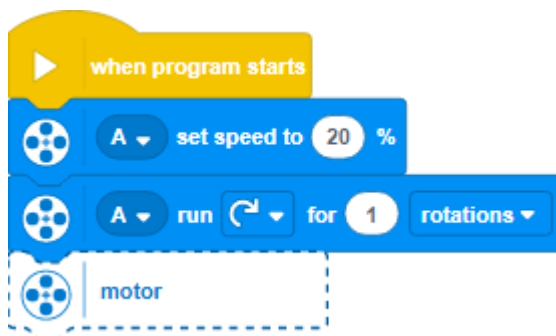 when program starts
A set speed to 20 %
A run for 1 rotations
motor